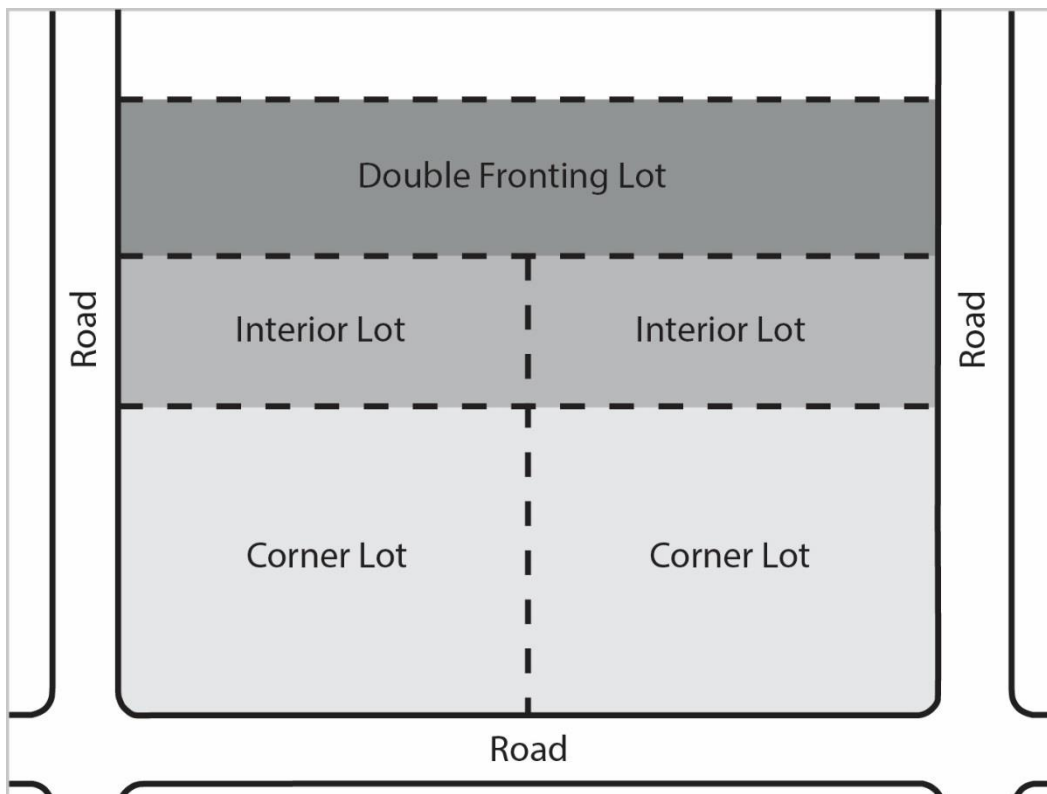 Double Fronting Lot
Road
Interior Lot
Interior Lot
Road
Corner Lot
Corner Lot
Road